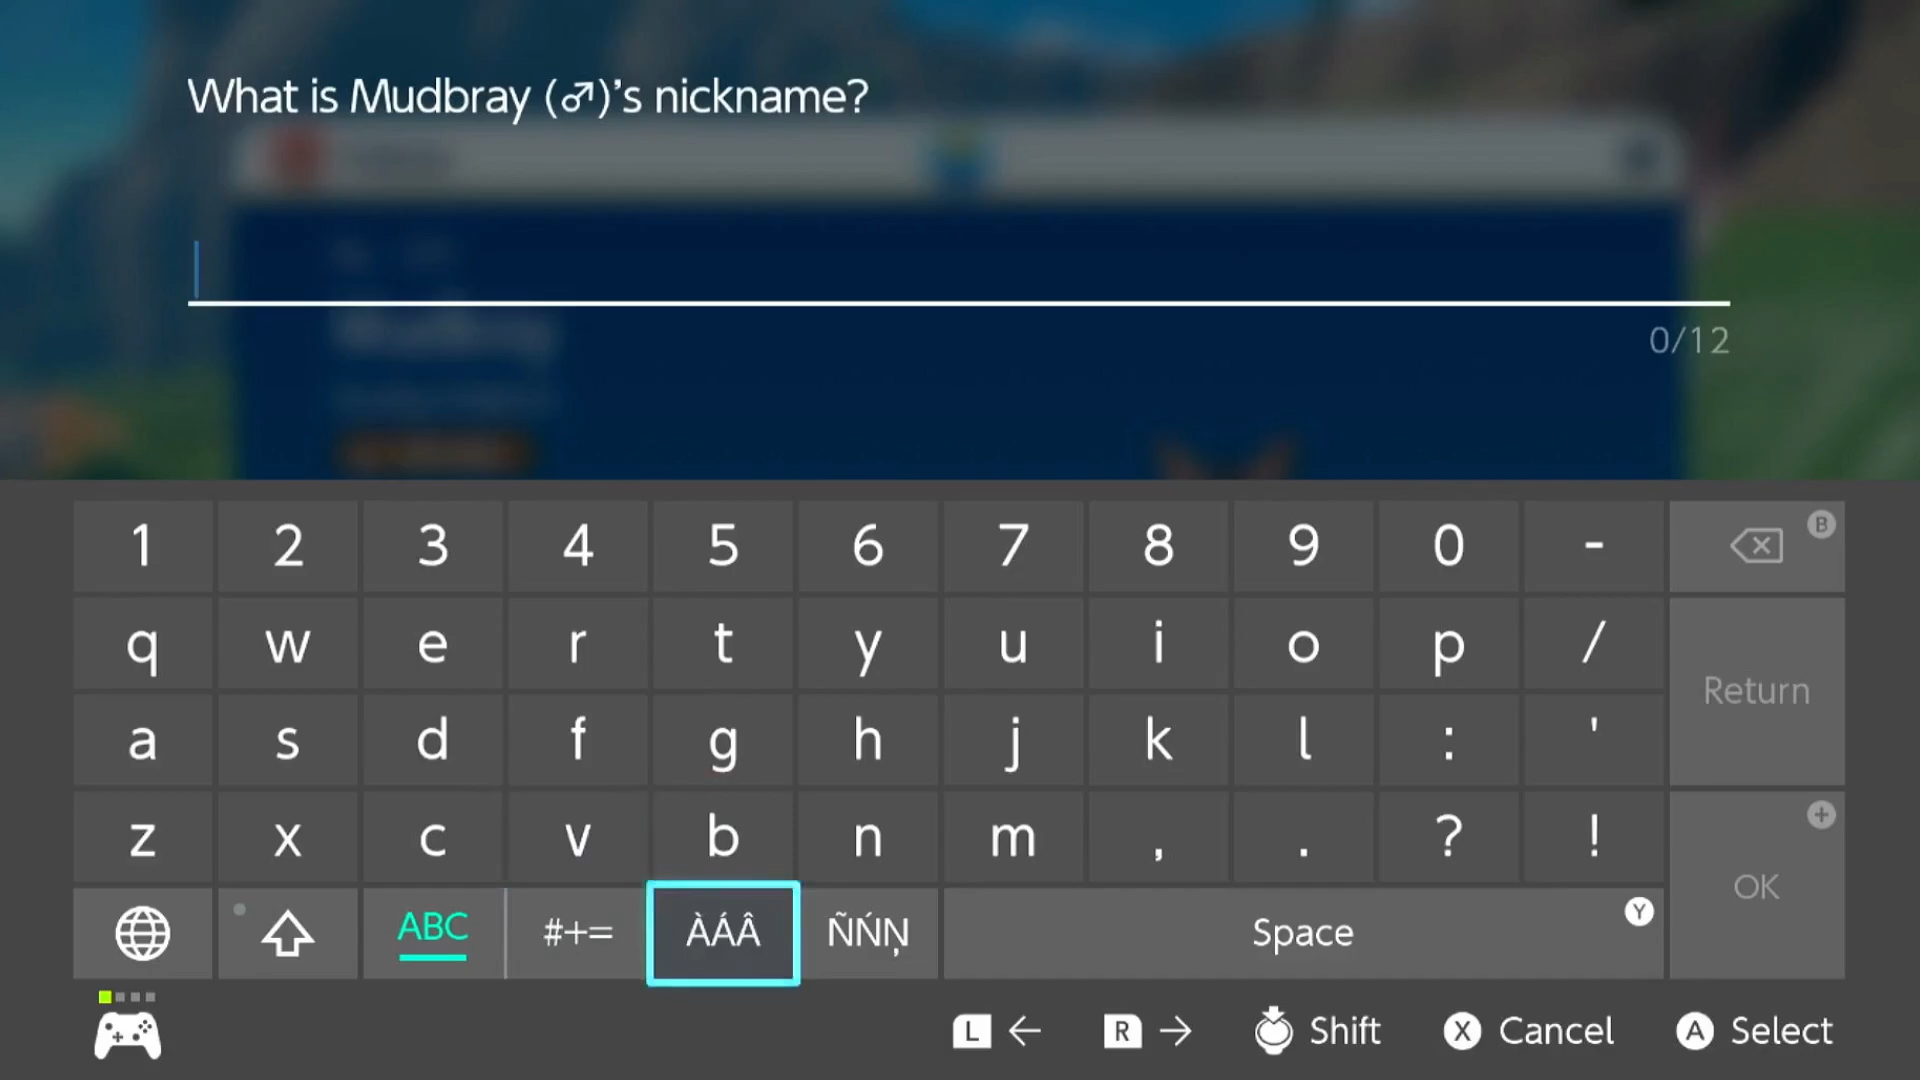 What is Mudbray (♂)'s nickname?
0/12
1 2 3 4 5 6 7 8 9 0 - B
q w e r t y u i o p /
Return
a s d f g h j k l : '
z x c v b n m , . ? ! +
OK
ABC #+= ÀÁÂ ÑŃŅ Space Y
L ← R → Shift X Cancel A Select